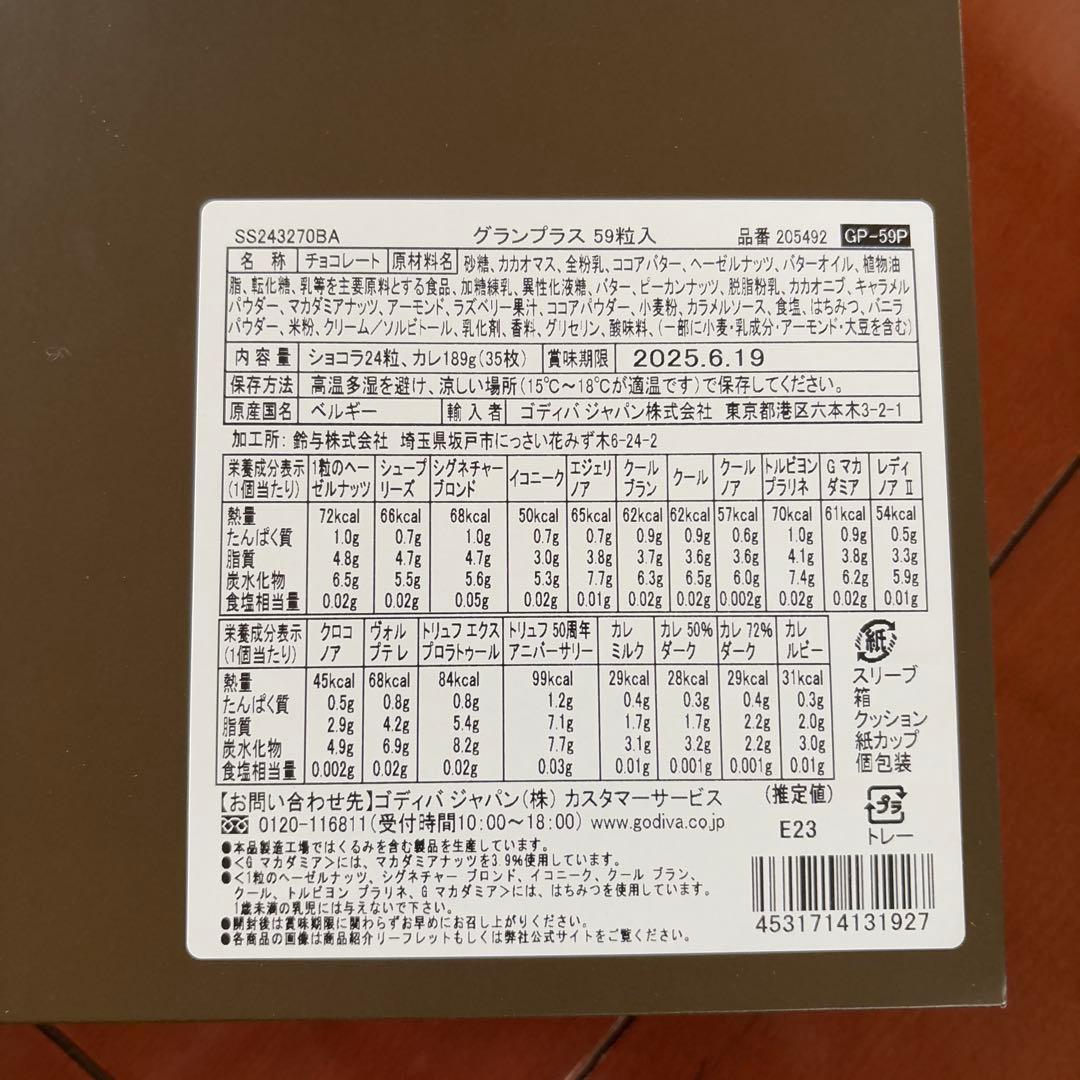 SS243270BA グランプラス 59粒入 品番 205492 GP-59P
名 称 チョコレート 原材料名 砂糖、カカオマス、全粉乳、ココアバター、ヘーゼルナッツ、バターオイル、植物油
脂、転化糖、乳等を主要原料とする食品、加糖練乳、異性化液糖、バター、ピーカンナッツ、脱脂粉乳、カカオニブ、キャラメル
パウダー、マカダミアナッツ、アーモンド、ラズベリー果汁、ココアパウダー、小麦粉、カラメルソース、食塩、はちみつ、バニラ
パウダー、米粉、クリーム/ソルビトール、乳化剤、香料、グリセリン、酸味料、(一部に小麦・乳成分・アーモンド・大豆を含む)
内 容 量 ショコラ24粒、カレ189g(35枚) 賞味期限 2025.6.19
保存方法 高温多湿を避け、涼しい場所(15℃〜18℃が適温です)で保存してください。
原産国名 ベルギー 輸 入 者 ゴディバ ジャパン株式会社 東京都港区六本木3-2-1
加工所: 鈴与株式会社 埼玉県坂戸市にっさい花みず木6-24-2
栄養成分表示 1粒のヘー シューブ シグネチャー イコニーク エジェリ クール クール クール トルビヨン G マカ レディ
(1個当たり) ゼルナッツ リーズ ブロンド ノア ブラン ノア プラリネ ダミア ノア Ⅱ
熱量 72kcal 66kcal 68kcal 50kcal 65kcal 62kcal 62kcal 57kcal 70kcal 61kcal 54kcal
たんぱく質 1.0g 0.7g 1.0g 0.7g 0.7g 0.9g 0.9g 0.6g 1.0g 0.9g 0.5g
脂質 4.8g 4.7g 4.7g 3.0g 3.8g 3.7g 3.6g 3.6g 4.1g 3.8g 3.3g
炭水化物 6.5g 5.5g 5.6g 5.3g 7.7g 6.3g 6.5g 6.0g 7.4g 6.2g 5.9g
食塩相当量 0.02g 0.02g 0.05g 0.02g 0.01g 0.02g 0.02g 0.002g 0.02g 0.02g 0.01g
栄養成分表示 クロコ ヴォル トリュフ エクス トリュフ 50周年 カレ カレ 50% カレ 72% カレ
(1個当たり) ノア プテ レ プロラトゥール アニバーサリー ミルク ダーク ダーク ルビー
熱量 45kcal 68kcal 84kcal 99kcal 29kcal 28kcal 29kcal 31kcal
たんぱく質 0.5g 0.8g 0.8g 1.2g 0.4g 0.3g 0.4g 0.3g
脂質 2.9g 4.2g 5.4g 7.1g 1.7g 1.7g 2.2g 2.0g
炭水化物 4.9g 6.9g 8.2g 7.7g 3.1g 3.2g 2.2g 3.0g
食塩相当量 0.002g 0.02g 0.02g 0.03g 0.01g 0.001g 0.001g 0.01g
紙
スリーブ
箱
クッション
紙カップ
個包装
【お問い合わせ先】ゴディバ ジャパン(株) カスタマーサービス (推定値)
0120-116811(受付時間10:00〜18:00) www.godiva.co.jp E23
プラ
トレー
●本品製造工場ではくるみを含む製品を生産しています。
●<G マカダミア>には、マカダミアナッツを3.9%使用しています。
●<1粒のヘーゼルナッツ、シグネチャー ブロンド、イコニーク、クール ブラン、
クール、トルビヨン プラリネ、G マカダミア>には、はちみつを使用しています。
1歳未満の乳児には与えないで下さい。
●開封後は賞味期限に関わらずお早めにお召し上がりください。
●各商品の画像は商品紹介リーフレットもしくは弊社公式サイトをご覧ください。
4531714131927